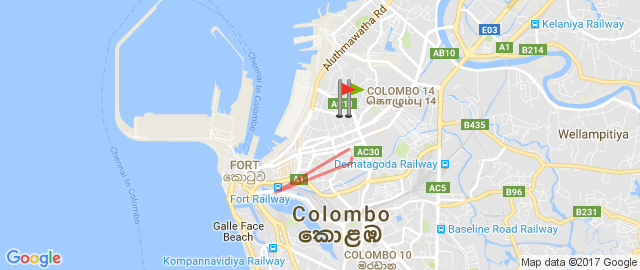 Kelaniya Railway
E03
A1
B214
AB10
Aluthmawatha Rd
Chennai to Colombo
COLOMBO 14
கொழும்பு 14
B435
Wellampitiya
Chennai to Colombo
AC30
FORT
කොටුව
Dematagoda Railway
A1
Fort Railway
AC5
B96
Colombo
කොළඹ
B231
Galle Face
Beach
Baseline Road Railway
COLOMBO 10
මරදාන
Kompannavidiya Railway
Google
Map data ©2017 Google